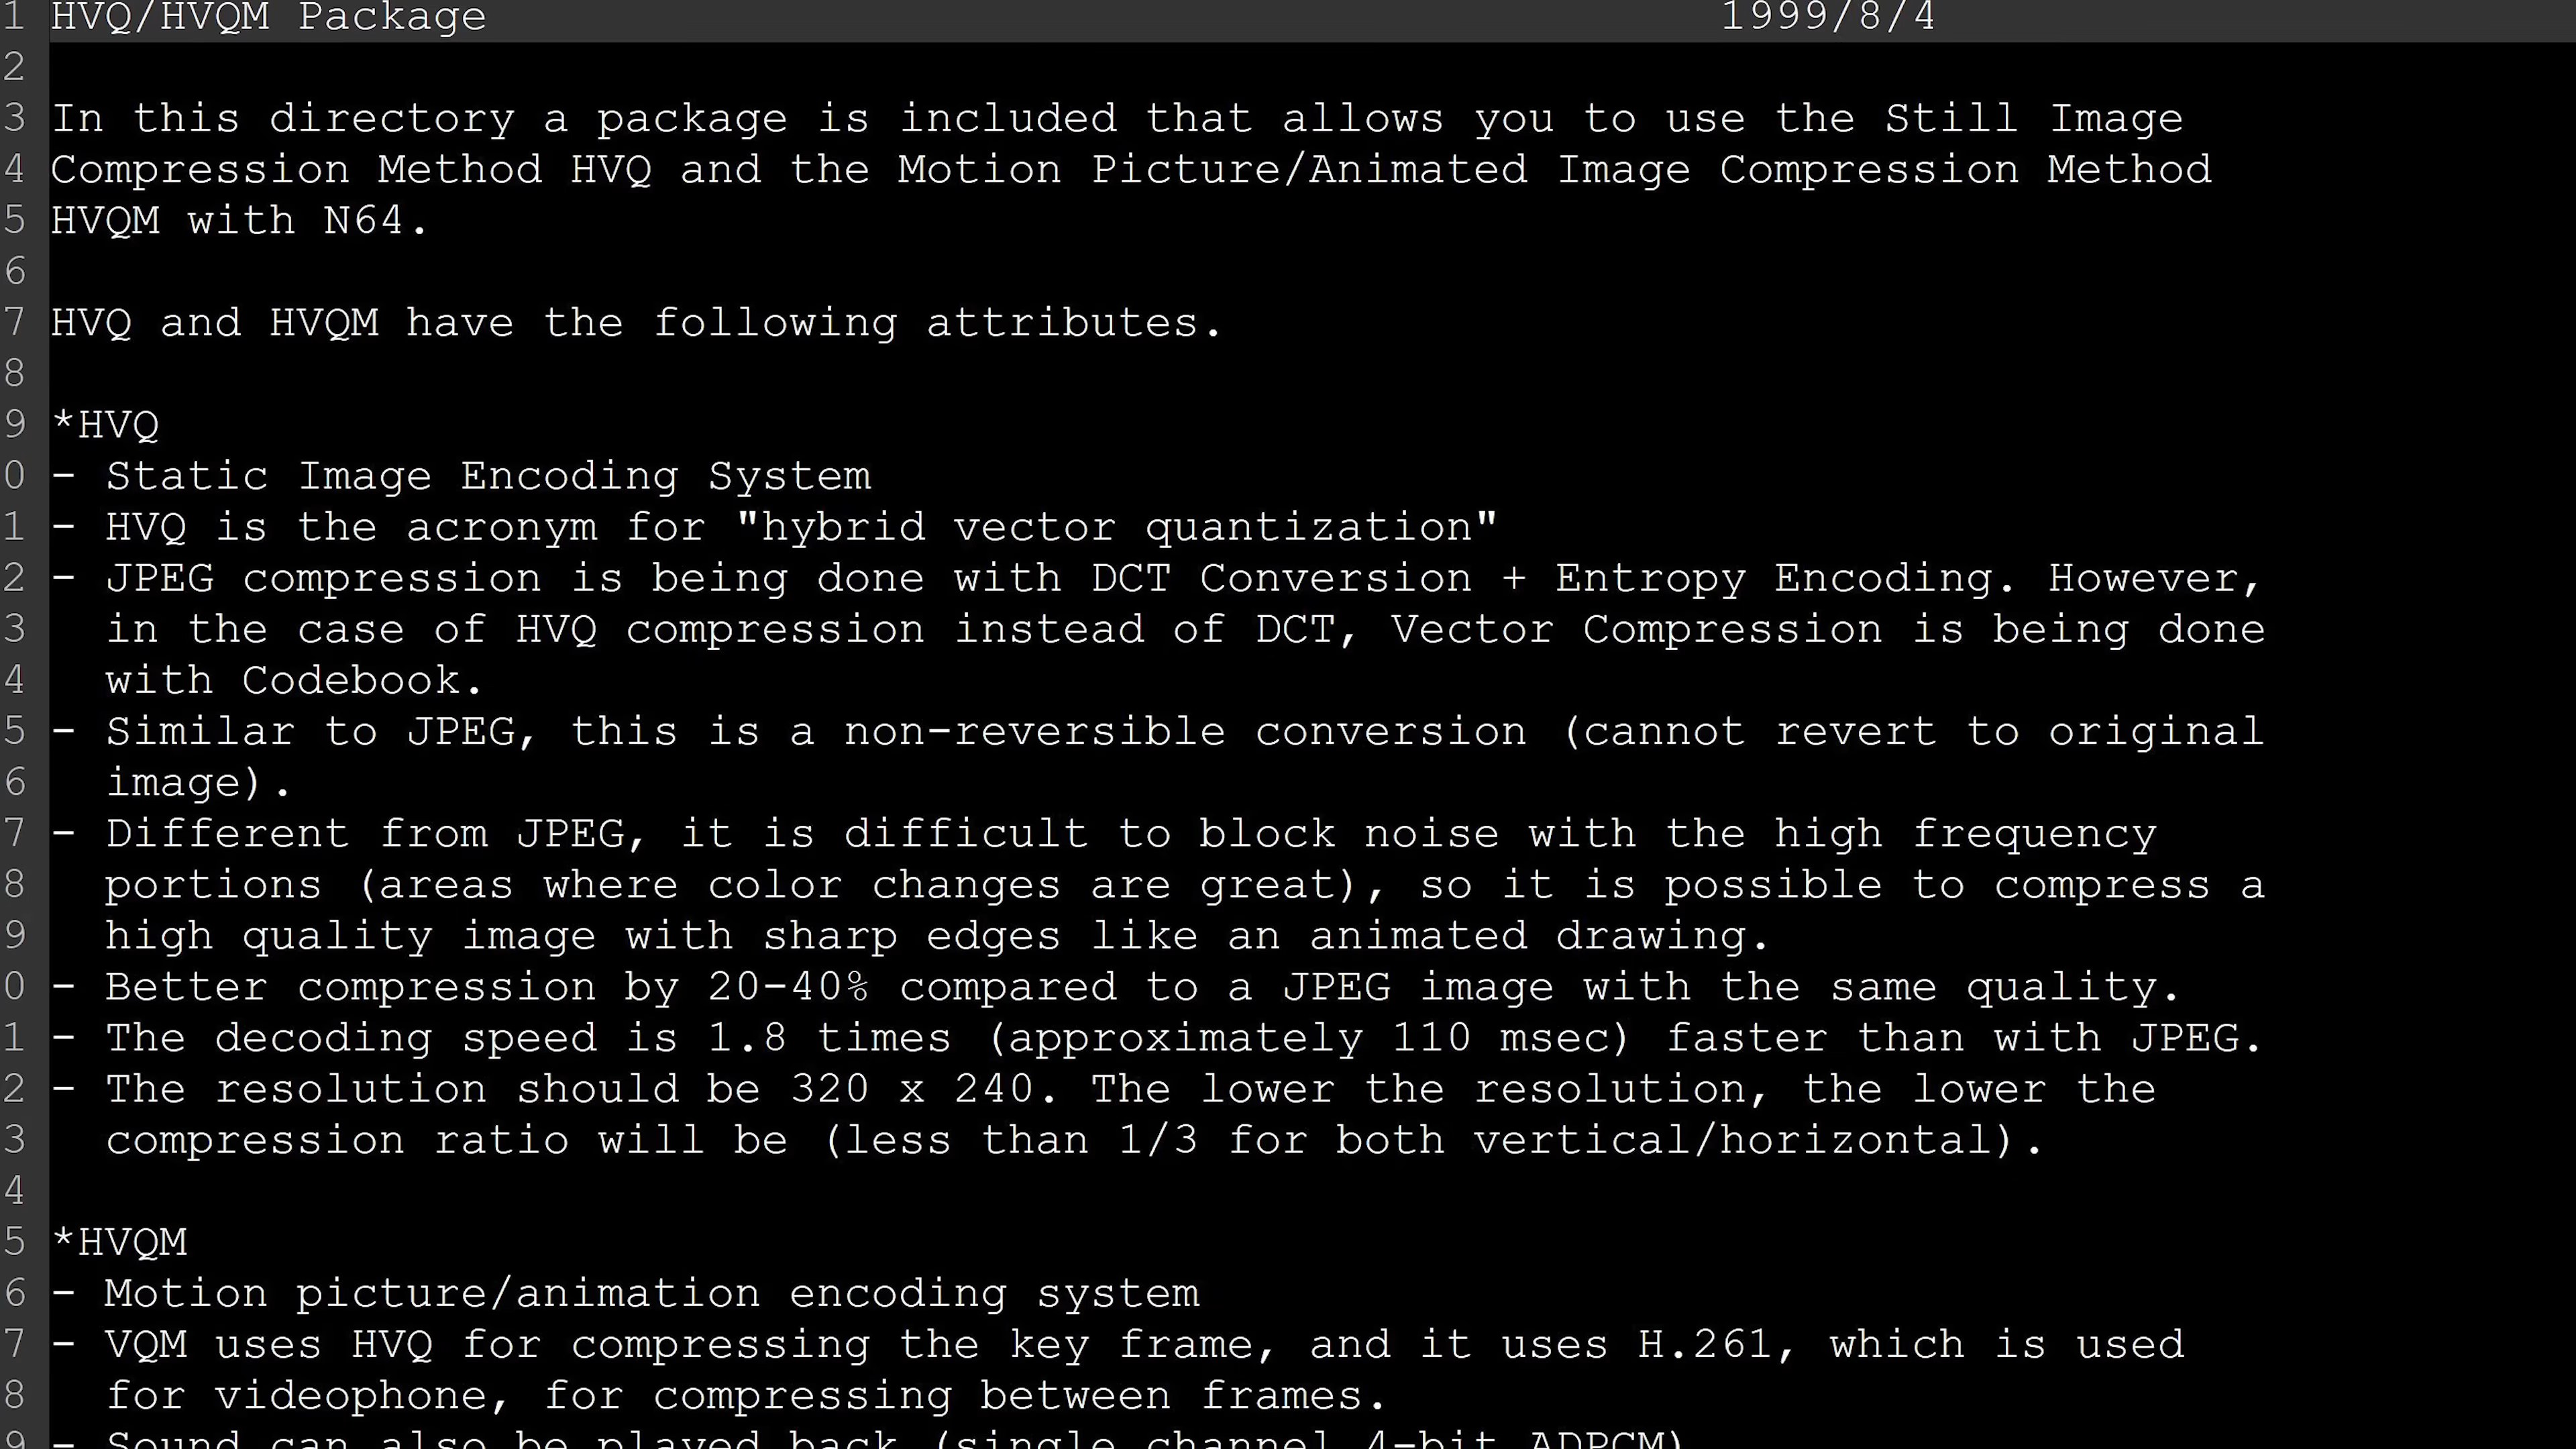 1 HVQ/HVQM Package 1999/8/4
2
3 In this directory a package is included that allows you to use the Still Image
4 Compression Method HVQ and the Motion Picture/Animated Image Compression Method
5 HVQM with N64.
6
7 HVQ and HVQM have the following attributes.
8
9 *HVQ
0 - Static Image Encoding System
1 - HVQ is the acronym for "hybrid vector quantization"
2 - JPEG compression is being done with DCT Conversion + Entropy Encoding. However,
3 in the case of HVQ compression instead of DCT, Vector Compression is being done
4 with Codebook.
5 - Similar to JPEG, this is a non-reversible conversion (cannot revert to original
6 image).
7 - Different from JPEG, it is difficult to block noise with the high frequency
8 portions (areas where color changes are great), so it is possible to compress a
9 high quality image with sharp edges like an animated drawing.
0 - Better compression by 20-40% compared to a JPEG image with the same quality.
1 - The decoding speed is 1.8 times (approximately 110 msec) faster than with JPEG.
2 - The resolution should be 320 x 240. The lower the resolution, the lower the
3 compression ratio will be (less than 1/3 for both vertical/horizontal).
4
5 *HVQM
6 - Motion picture/animation encoding system
7 - VQM uses HVQ for compressing the key frame, and it uses H.261, which is used
8 for videophone, for compressing between frames.
9 - Sound can also be played back (single channel 4-bit ADPCM)